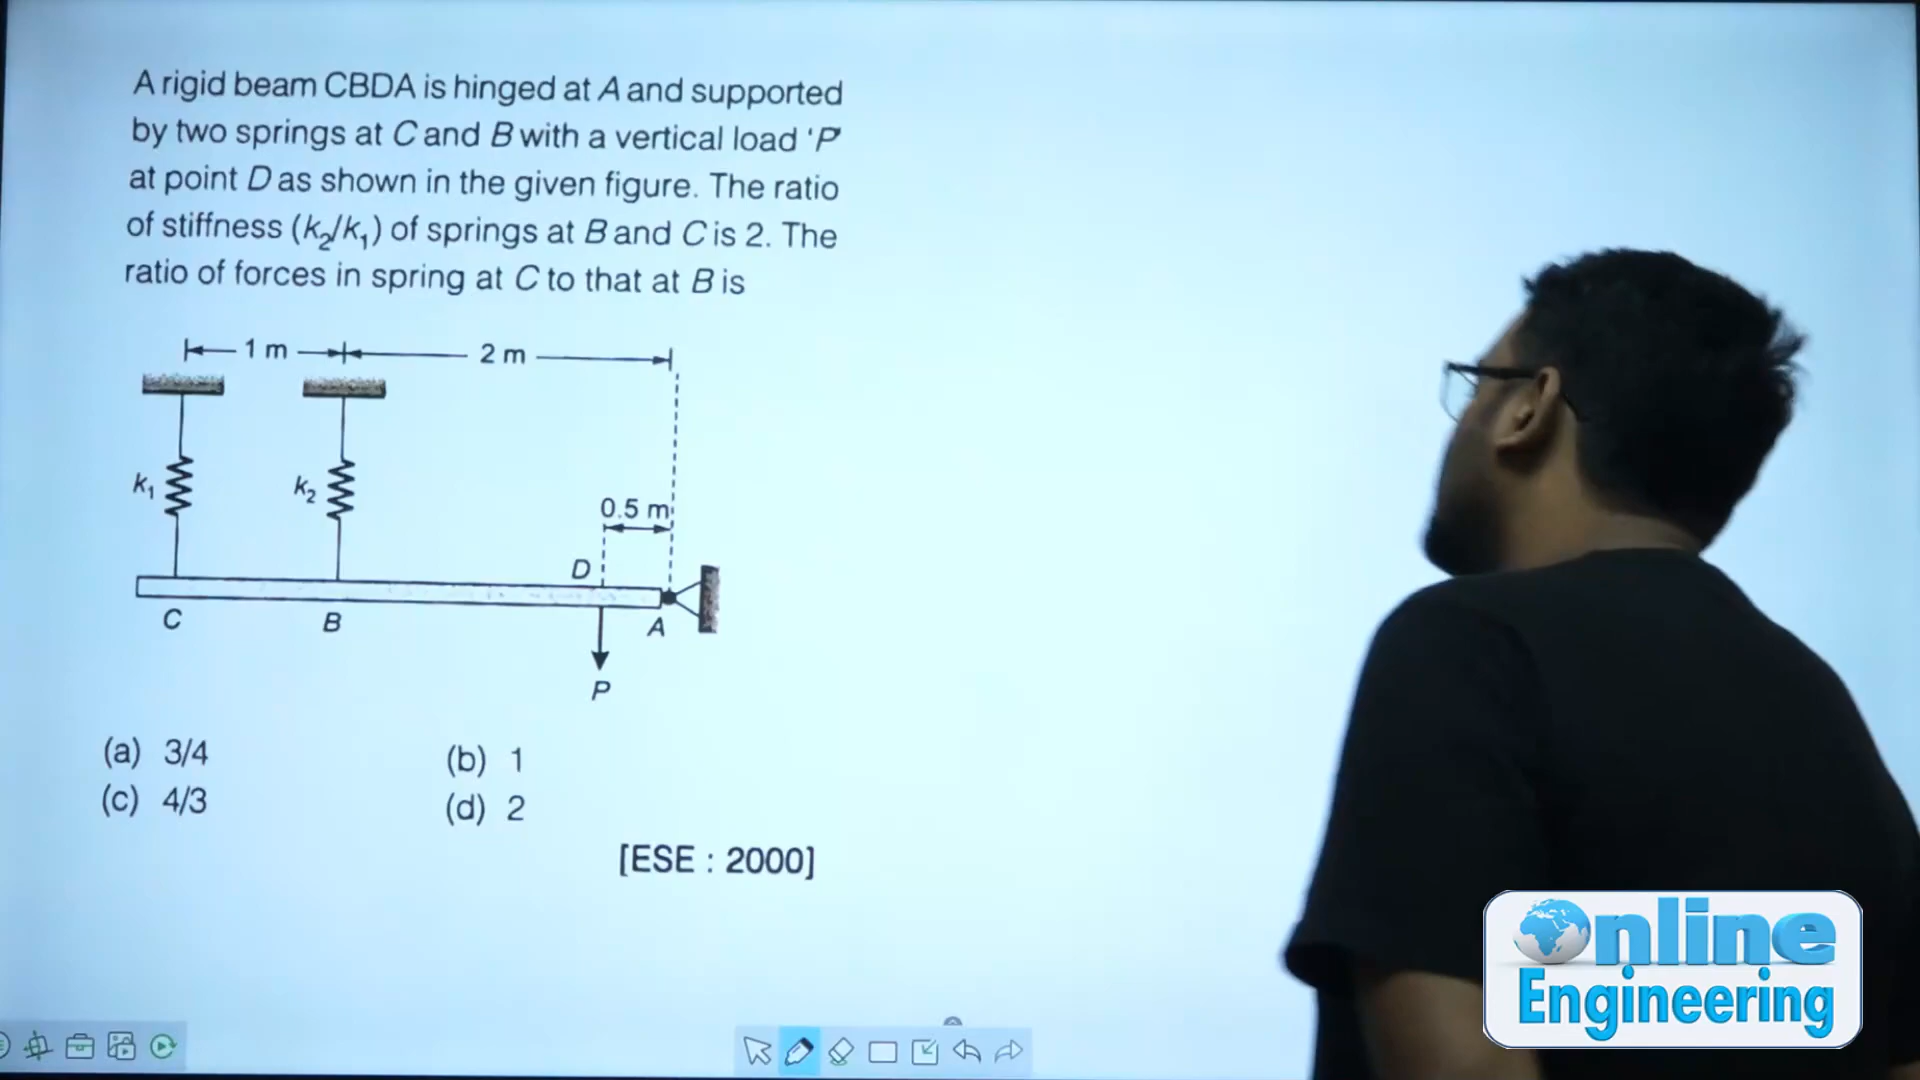 A rigid beam CBDA is hinged at A and supported
by two springs at C and B with a vertical load ‘P’
at point D as shown in the given figure. The ratio
of stiffness (k₂/k₁) of springs at B and C is 2. The
ratio of forces in spring at C to that at B is
1 m 2 m
k₁ k₂
0.5 m
D
C B A
P
(a) 3/4 (b) 1
(c) 4/3 (d) 2
[ESE : 2000]
Online
Engineering